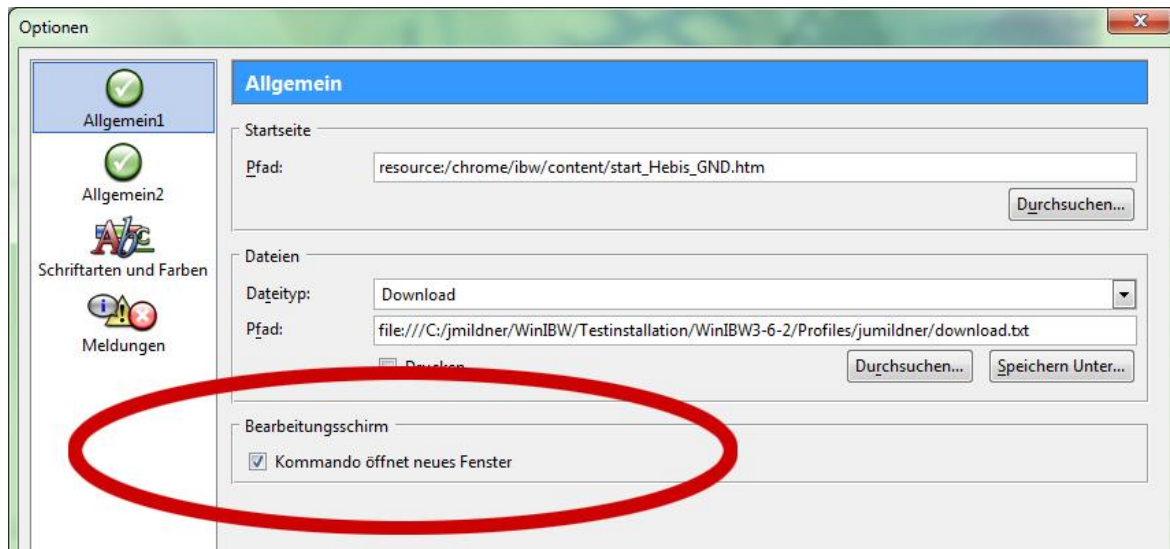 Optionen
Allgemein1
Allgemein2
Schriftarten und Farben
Meldungen
Allgemein
Startseite
Pfad: resource:/chrome/ibw/content/start_Hebis_GND.htm
Durchsuchen...
Dateien
Dateityp: Download
Pfad: file:///C:/jmildner/WinIBW/Testinstallation/WinIBW3-6-2/Profiles/jumildner/download.txt
Drucken Durchsuchen... Speichern Unter...
Bearbeitungsschirm
Kommando öffnet neues Fenster